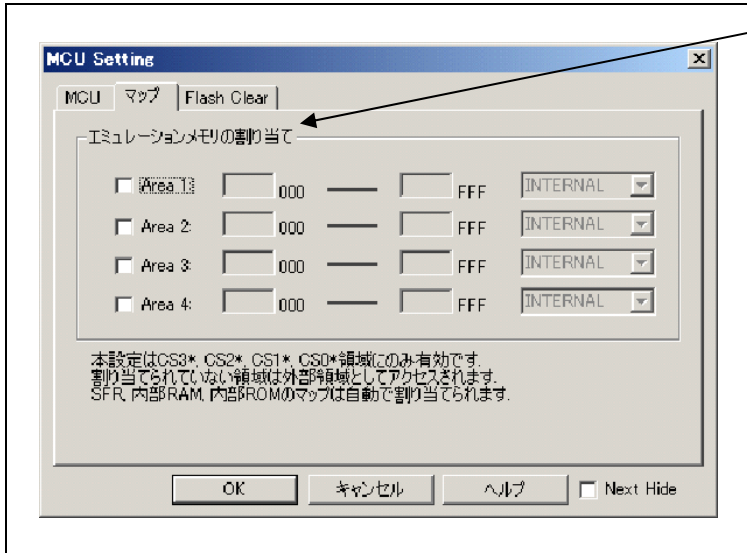 MCU Setting
MCU マップ Flash Clear
エミュレーションメモリの割り当て
Area 1: 000 FFF INTERNAL
Area 2: 000 FFF INTERNAL
Area 3: 000 FFF INTERNAL
Area 4: 000 FFF INTERNAL
本設定はCS3*, CS2*, CS1*, CS0*領域にのみ有効です.
割り当てられていない領域は外部領域としてアクセスされます.
SFR, 内部RAM, 内部ROMのマップは自動で割り当てられます.
OK キャンセル ヘルプ Next Hide